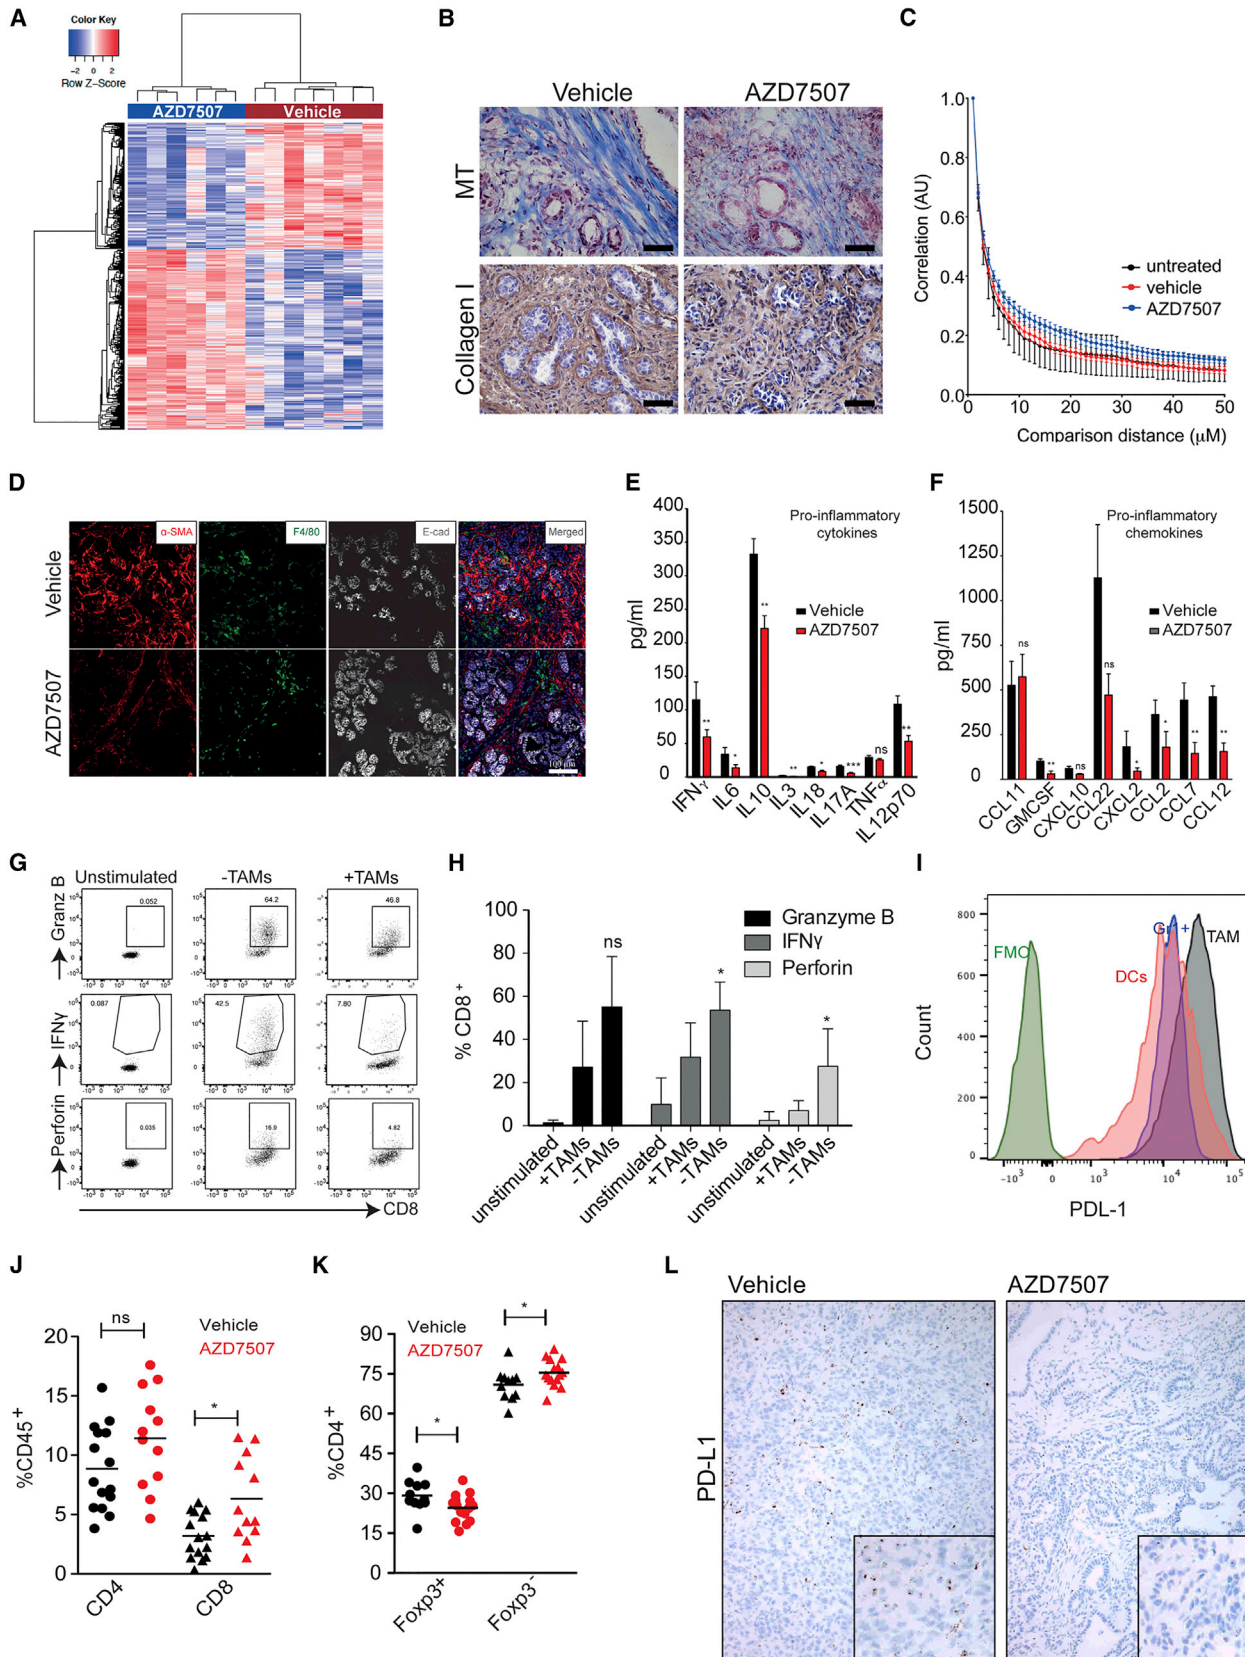 A
Color Key
−2 0 2
Row Z−Score
AZD7507 Vehicle
B
Vehicle AZD7507
MT
Collagen I
C
Correlation (AU)
1.0
0.8
0.6
0.4
0.2
0.0
untreated
vehicle
AZD7507
0 10 20 30 40 50
Comparison distance (μM)
D
α-SMA F4/80 E-cad Merged
Vehicle
AZD7507
100 μm
E
pg/ml
400
350
300
250
200
150
100
50
0
Pro-inflammatory
cytokines
Vehicle
AZD7507
** * ** ** * *** ns **
IFNγ IL6 IL10 IL3 IL18 IL17A TNFα IL12p70
F
pg/ml
1500
1250
1000
750
500
250
0
Pro-inflammatory
chemokines
Vehicle
AZD7507
ns ** ns ns * * ** **
CCL11 GMCSF CXCL10 CCL22 CXCL2 CCL2 CCL7 CCL12
G
Unstimulated -TAMs +TAMs
Granz B
0.052 64.2 46.8
IFNγ
0.087 42.5 7.80
Perforin
0.035 16.9 4.82
CD8
H
% CD8+
100
80
60
40
20
0
Granzyme B
IFNγ
Perforin
ns * *
unstimulated +TAMs -TAMs unstimulated +TAMs -TAMs unstimulated +TAMs -TAMs
I
Count
800
600
400
200
0
FMO DCs Gr1+ TAM
-10³ 0 10³ 10⁴ 10⁵
PDL-1
J
%CD45+
20
15
10
5
0
ns *
Vehicle
AZD7507
CD4 CD8
K
%CD4+
90
75
60
45
30
15
0
Vehicle
AZD7507
* *
Foxp3+ Foxp3-
L
Vehicle AZD7507
PD-L1